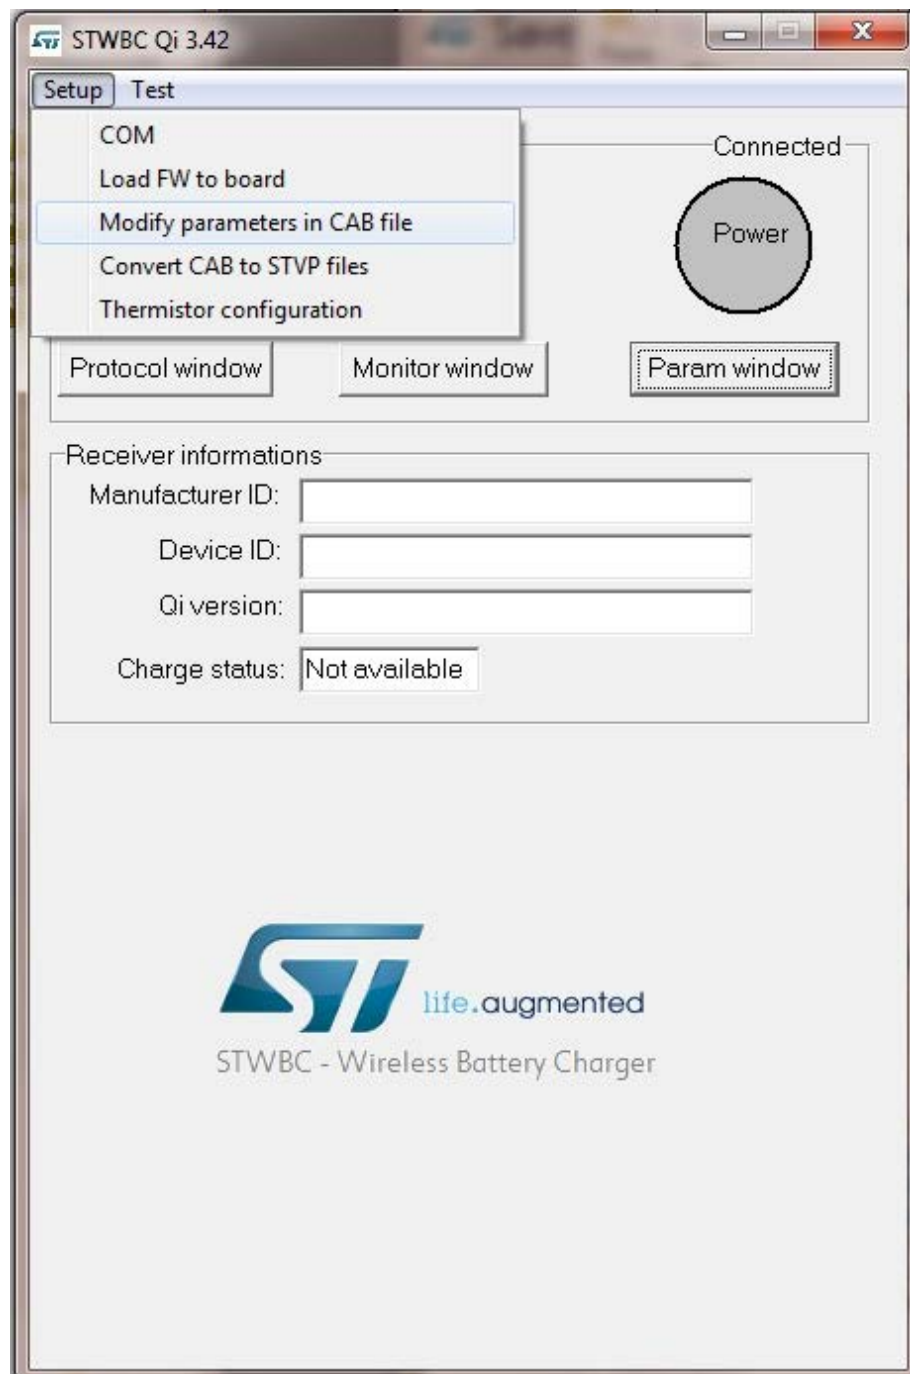 STWBC Qi 3.42
Setup Test
COM
Load FW to board
Modify parameters in CAB file
Convert CAB to STVP files
Thermistor configuration
Connected
Power
Protocol window Monitor window Param window
Receiver informations
Manufacturer ID:
Device ID:
Qi version:
Charge status: Not available
ST
life.augmented
STWBC - Wireless Battery Charger